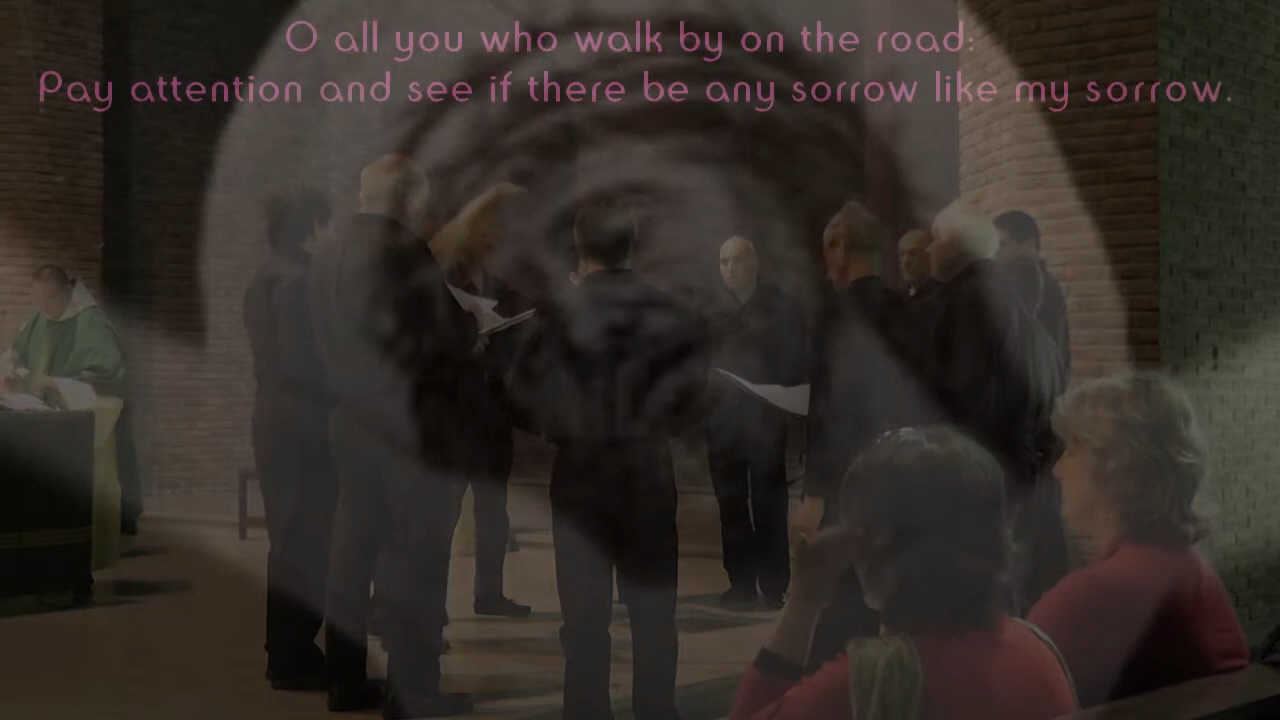 O all you who walk by on the road:
Pay attention and see if there be any sorrow like my sorrow.